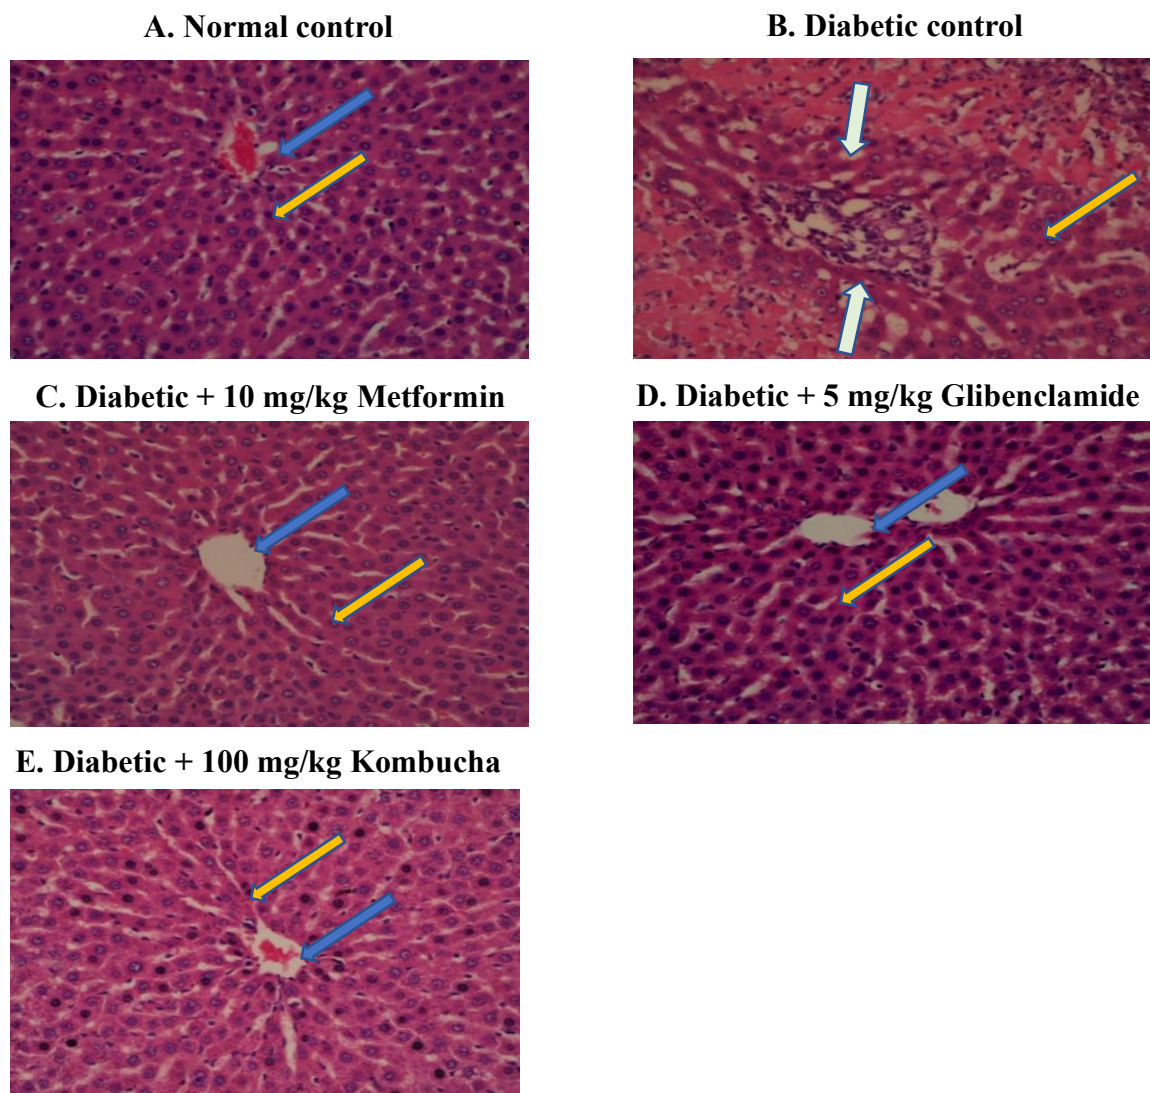 A. Normal control
B. Diabetic control
C. Diabetic + 10 mg/kg Metformin
D. Diabetic + 5 mg/kg Glibenclamide
E. Diabetic + 100 mg/kg Kombucha